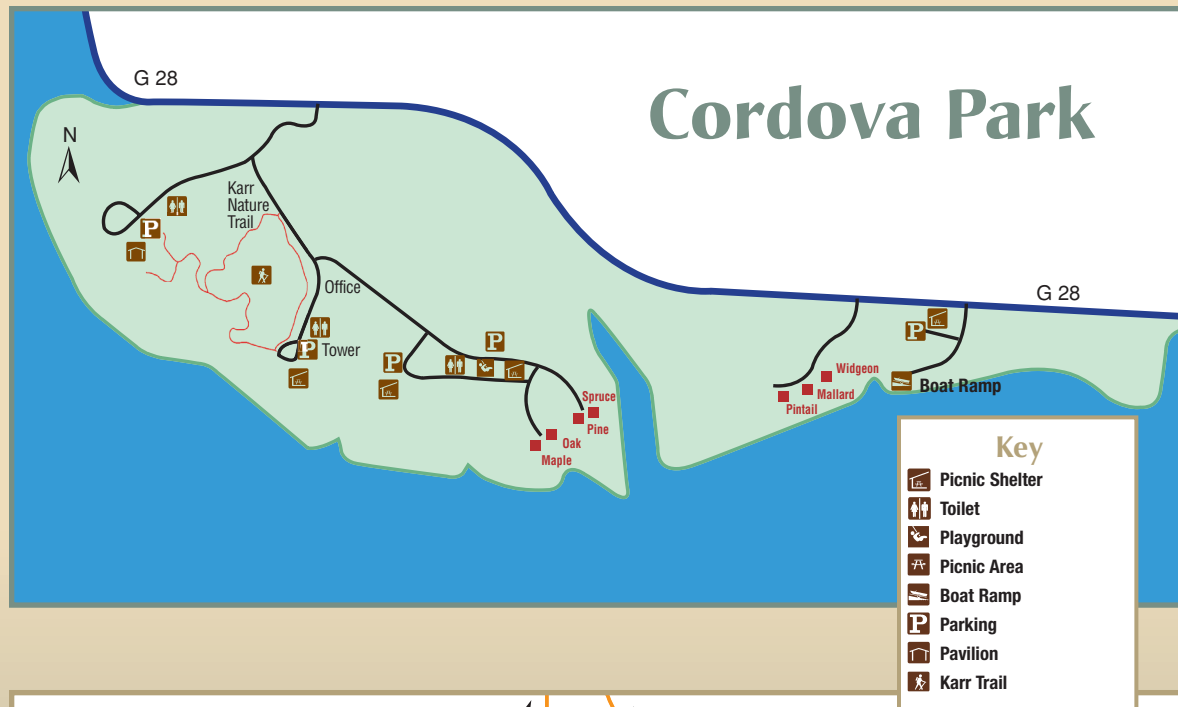 G 28
Cordova Park
N
Karr
Nature
Trail
P
Office
G 28
P
P
Tower
P
P
Widgeon
Mallard
Pintail
Boat Ramp
Spruce
Pine
Oak
Maple
Key
Picnic Shelter
Toilet
Playground
Picnic Area
Boat Ramp
P Parking
Pavilion
Karr Trail